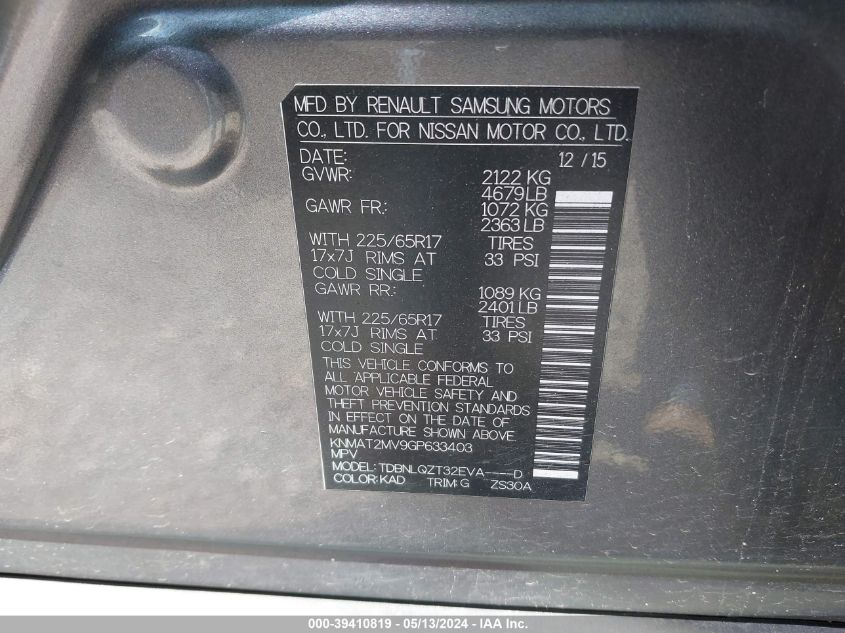 MFD BY RENAULT SAMSUNG MOTORS
CO., LTD. FOR NISSAN MOTOR CO., LTD.
DATE: 12 / 15
GVWR: 2122 KG
4679 LB
GAWR FR: 1072 KG
2363 LB
WITH 225/65R17 TIRES
17x7J RIMS AT 33 PSI
COLD SINGLE
GAWR RR: 1089 KG
2401 LB
WITH 225/65R17 TIRES
17x7J RIMS AT 33 PSI
COLD SINGLE
THIS VEHICLE CONFORMS TO
ALL APPLICABLE FEDERAL
MOTOR VEHICLE SAFETY AND
THEFT PREVENTION STANDARDS
IN EFFECT ON THE DATE OF
MANUFACTURE SHOWN ABOVE.
KNMAT2MV9GP633403
MPV
MODEL: TDBNLQZT32EVA----D
COLOR: KAD TRIM: G ZS30A
000-39410819 - 05/13/2024 - IAA Inc.